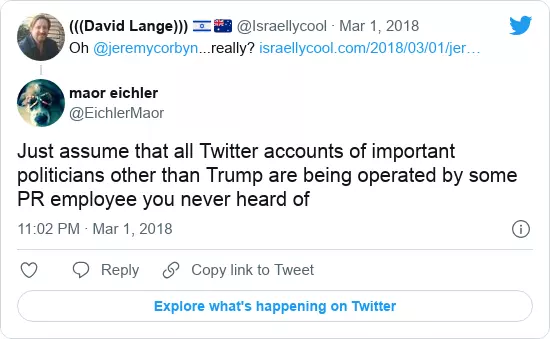 (((David Lange))) 🇮🇱 🇦🇺 @Israellycool · Mar 1, 2018
Oh @jeremycorbyn...really? israellycool.com/2018/03/01/jer…
maor eichler
@EichlerMaor
Just assume that all Twitter accounts of important
politicians other than Trump are being operated by some
PR employee you never heard of
11:02 PM · Mar 1, 2018
Reply
Copy link to Tweet
Explore what's happening on Twitter